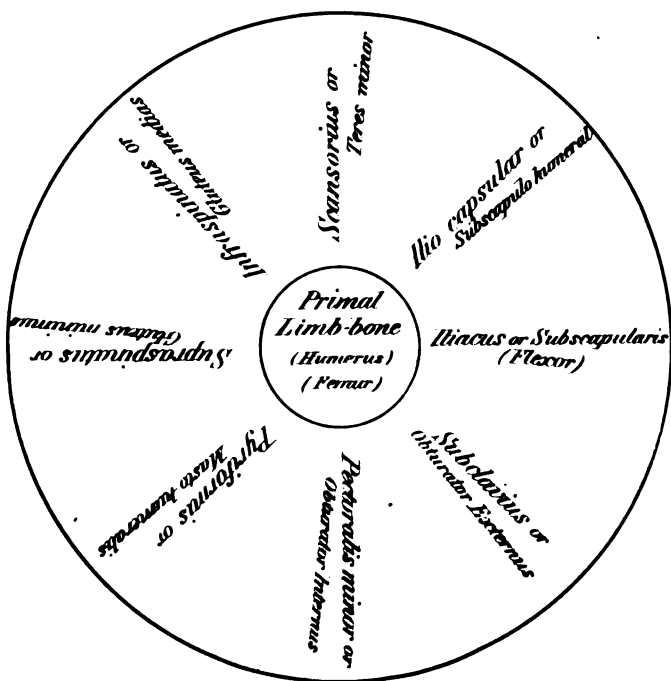 Primal
Limb-bone
(Humerus)
(Femur)
Scansorius or
Teres minor
Ilio capsular or
Subscapulo humeral
Iliacus or Subscapularis
(Flexor)
Subclavius or
Obturator Externus
Pectoralis minor or
Obturator Internus
Pyriformis or
Masto humeralis
Supraspinatus or
Gluteus minimus
Infraspinatus or
Gluteus medius